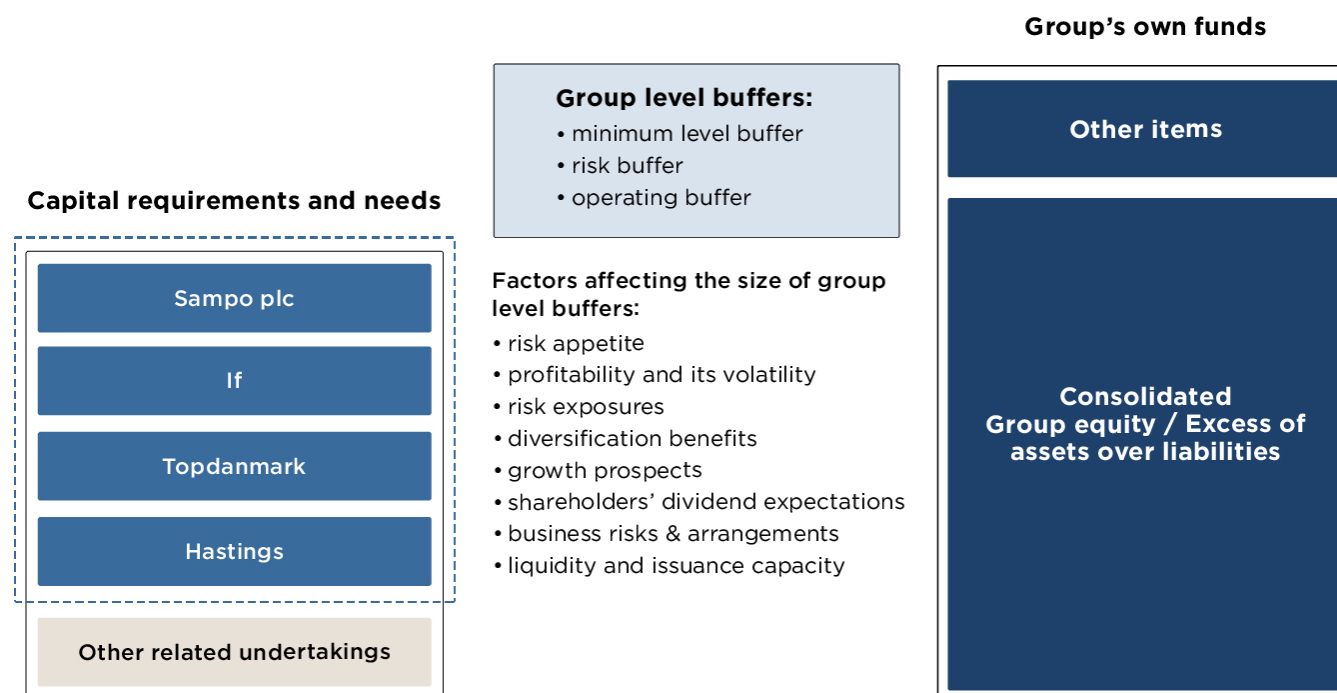 Capital requirements and needs
Sampo plc
If
Topdanmark
Hastings
Other related undertakings
Group level buffers:
• minimum level buffer
• risk buffer
• operating buffer
Factors affecting the size of group
level buffers:
• risk appetite
• profitability and its volatility
• risk exposures
• diversification benefits
• growth prospects
• shareholders’ dividend expectations
• business risks & arrangements
• liquidity and issuance capacity
Group’s own funds
Other items
Consolidated
Group equity / Excess of
assets over liabilities